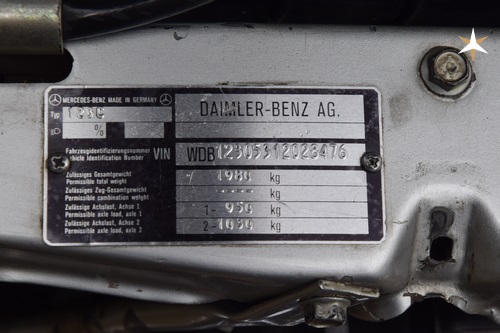 MERCEDES-BENZ MADE IN GERMANY
DAIMLER-BENZ AG.
Typ
%
Fahrzeugidentifizierungsnummer
Vehicle Identification Number
VIN
WDB12305312023476
Zulässiges Gesamtgewicht
Permissible total weight
1980 kg
Zulässiges Zug-Gesamtgewicht
Permissible combination weight
---- kg
Zulässige Achslast, Achse 1
Permissible axle load, axle 1
1- 950 kg
Zulässige Achslast, Achse 2
Permissible axle load, axle 2
2- 1050 kg